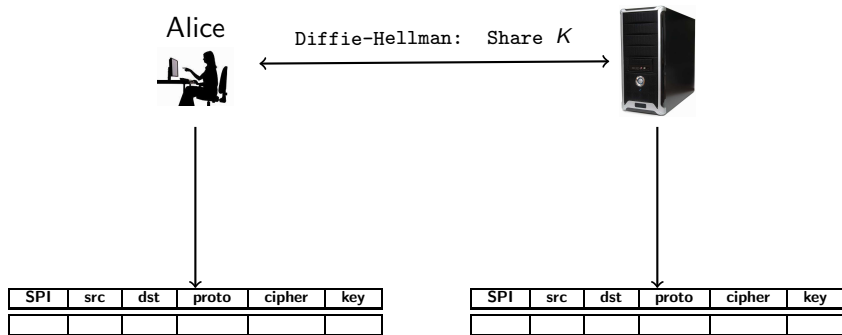 Alice
Diffie-Hellman: Share K
SPI src dst proto cipher key
SPI src dst proto cipher key